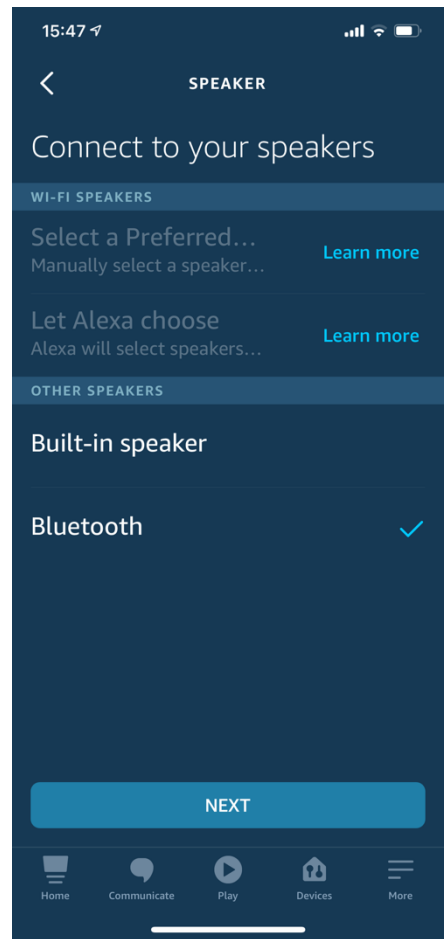 15:47
SPEAKER
Connect to your speakers
WI-FI SPEAKERS
Select a Preferred...
Manually select a speaker...
Learn more
Let Alexa choose
Alexa will select speakers...
Learn more
OTHER SPEAKERS
Built-in speaker
Bluetooth
NEXT
Home Communicate Play Devices More